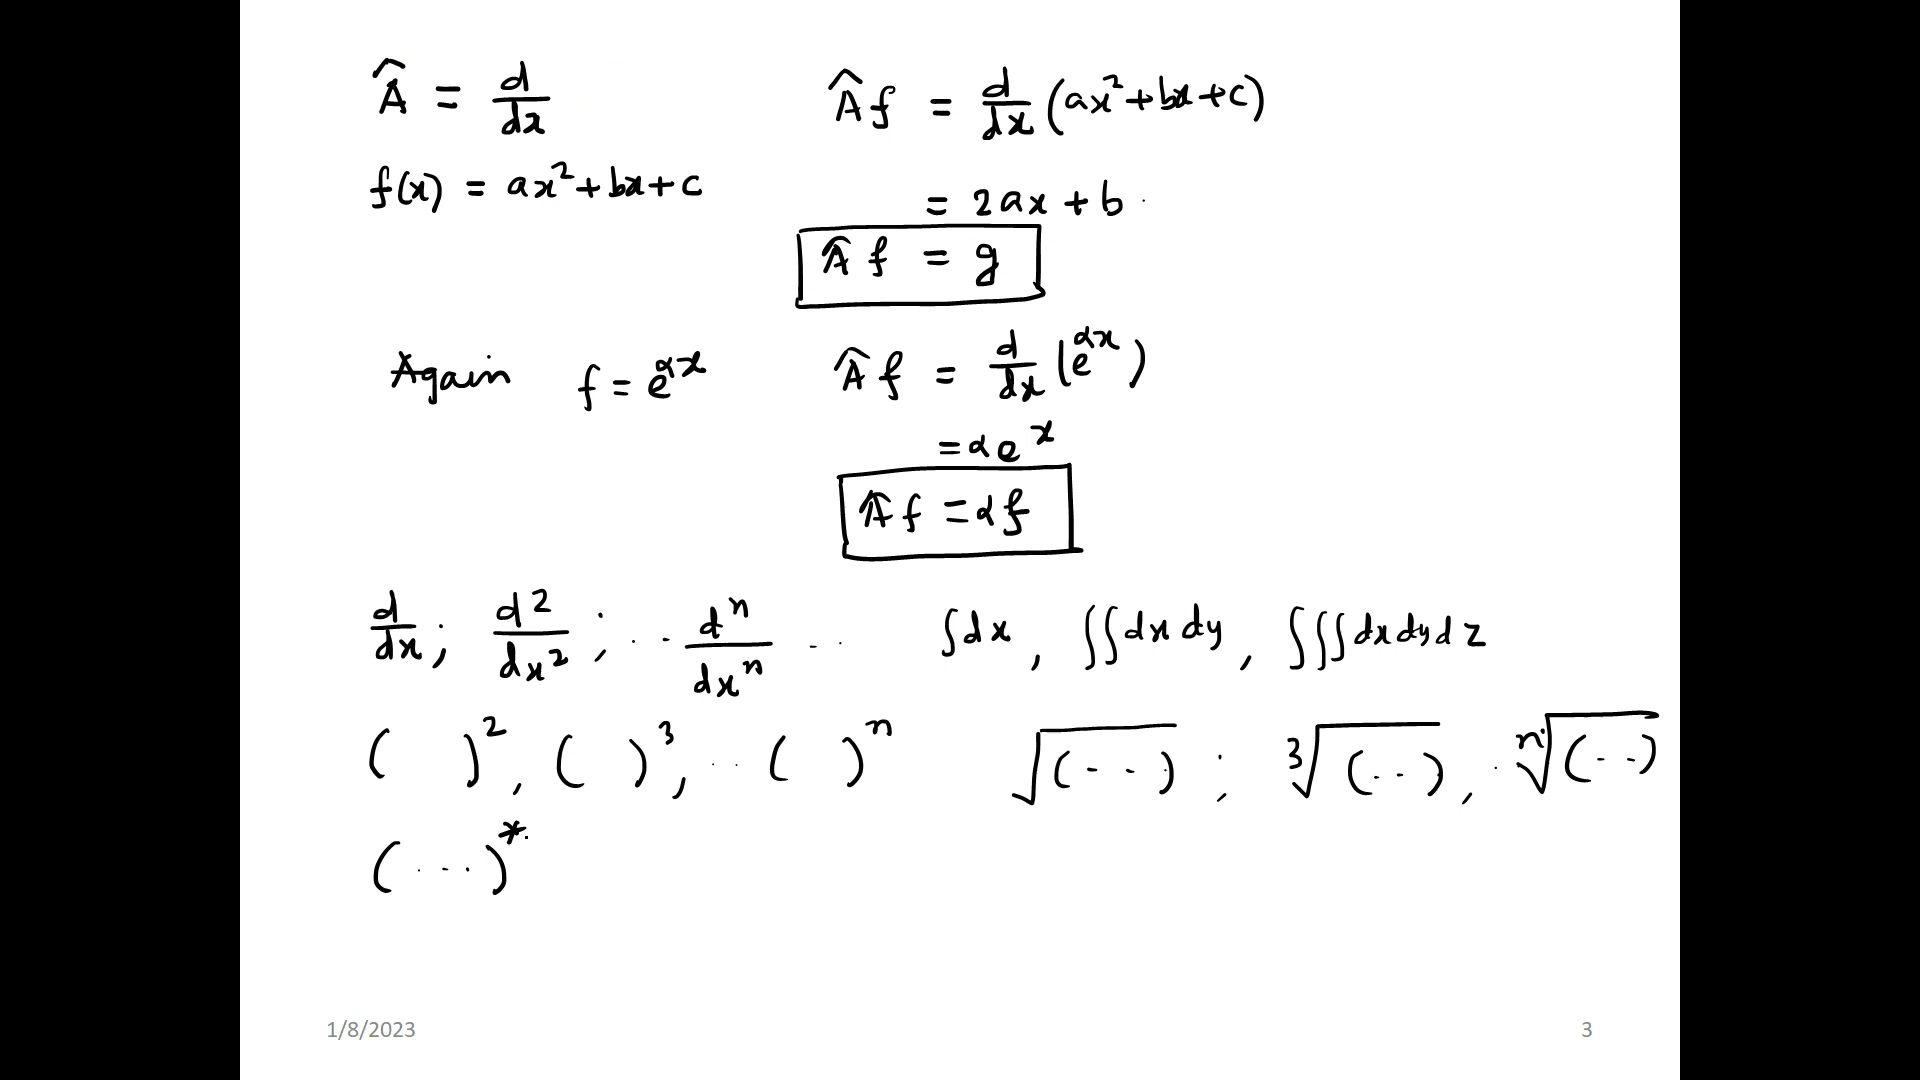 Â = d/dx
f(x) = ax² + bx + c
Âf = d/dx (ax² + bx + c)
= 2ax + b
Âf = g
Again f = e^αx
Âf = d/dx (e^αx)
= αe^x
Âf = αf
d/dx ; d²/dx² ; ·· dⁿ/dxⁿ ·· ∫dx , ∫∫dx dy , ∫∫∫dx dy dz
( )² , ( )³ , ·· ( )ⁿ √(···) ; ³√(···) , · ⁿ√(···)
(···)*
1/8/2023 3